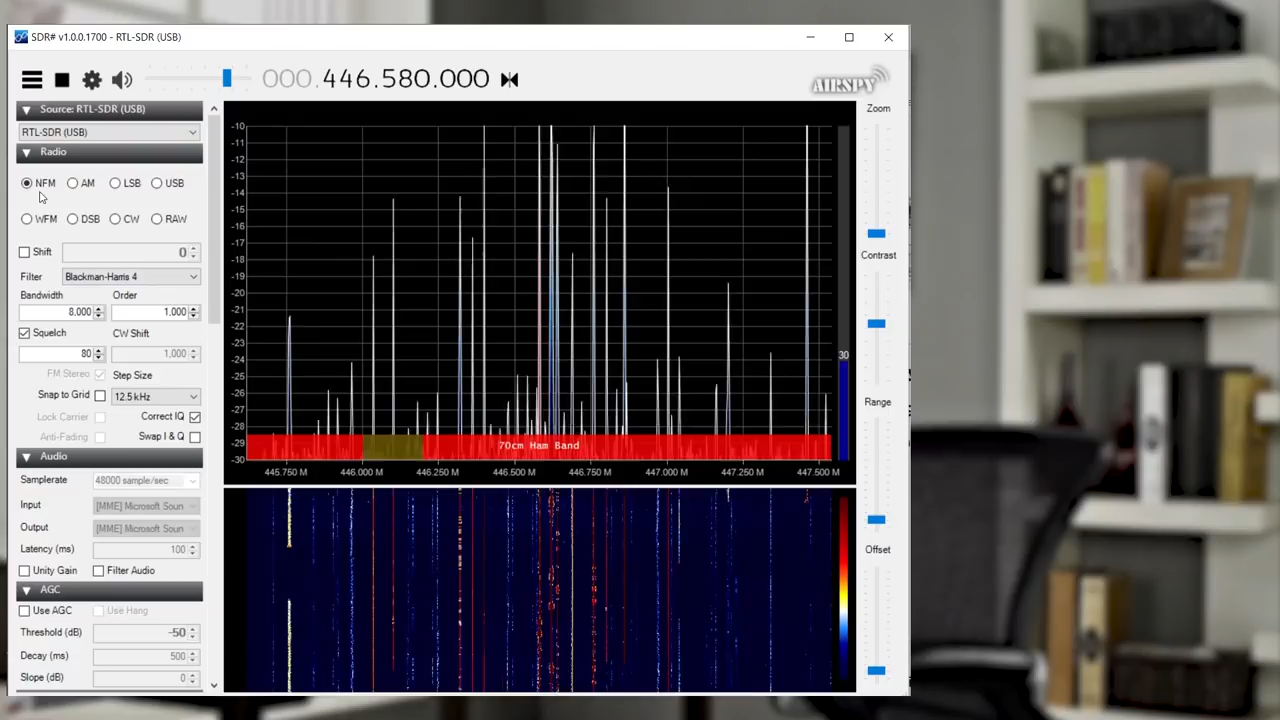 SDR# v1.0.0.1700 - RTL-SDR (USB)
000.446.580.000
AIRSPY
Source: RTL-SDR (USB)
RTL-SDR (USB)
Radio
NFM AM LSB USB
WFM DSB CW RAW
Shift 0
Filter Blackman-Harris 4
Bandwidth Order
8,000 1,000
Squelch CW Shift
80 1,000
FM Stereo Step Size
Snap to Grid 12.5 kHz
Lock Carrier Correct IQ
Anti-Fading Swap I & Q
Audio
Samplerate 48000 sample/sec
Input [MME] Microsoft Soun
Output [MME] Microsoft Soun
Latency (ms) 100
Unity Gain Filter Audio
AGC
Use AGC Use Hang
Threshold (dB) -50
Decay (ms) 500
Slope (dB) 0
-10
-11
-12
-13
-14
-15
-16
-17
-18
-19
-20
-21
-22
-23
-24
-25
-26
-27
-28
-29
-30
70cm Ham Band
445.750 M 446.000 M 446.250 M 446.500 M 446.750 M 447.000 M 447.250 M 447.500 M
30
Zoom
Contrast
Range
Offset